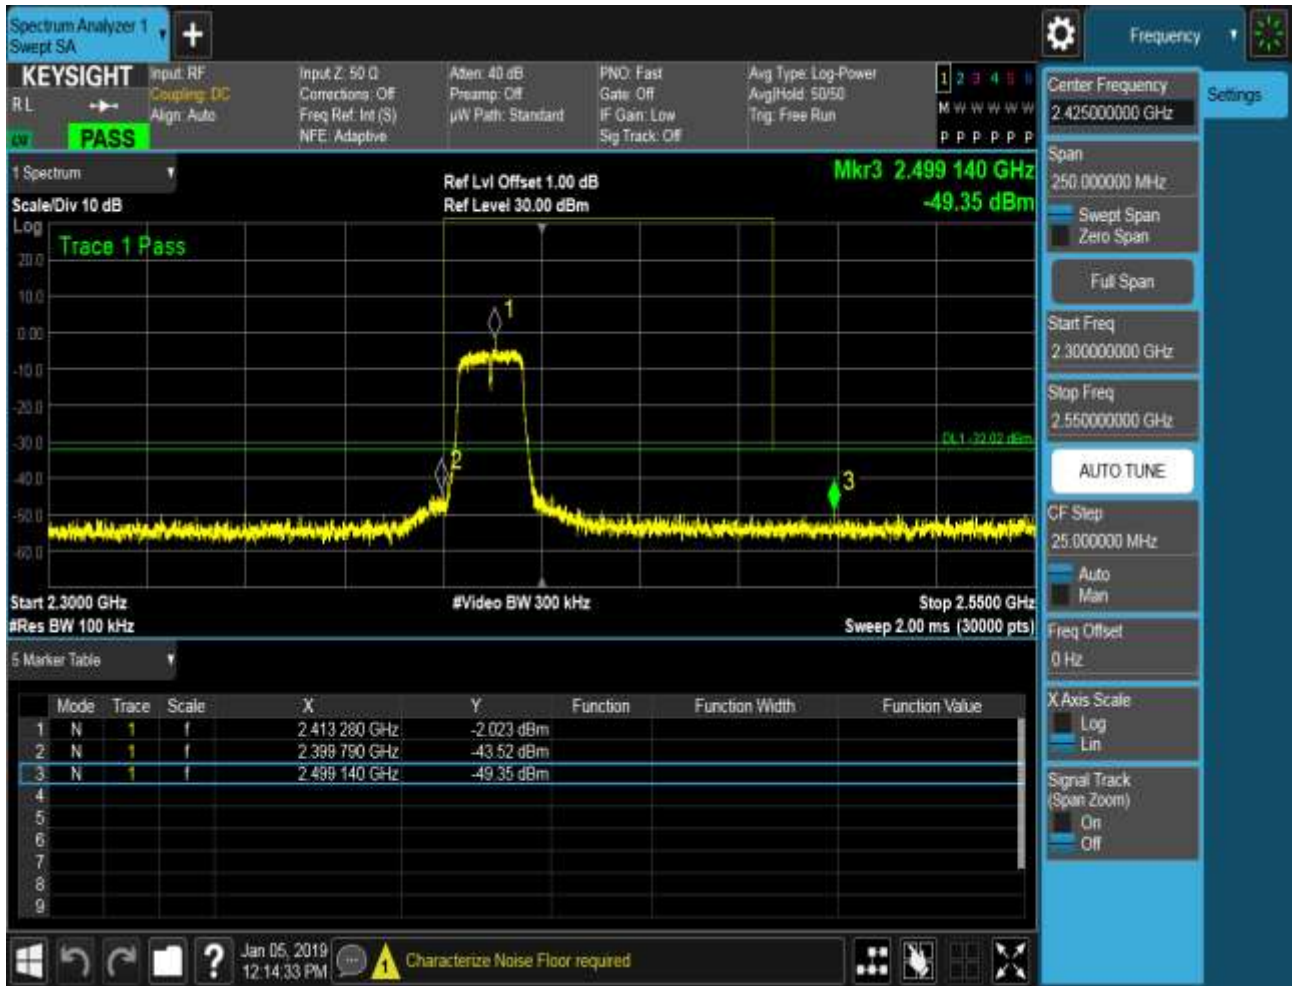 Spectrum Analyzer 1
Swept SA
+
Frequency
KEYSIGHT
R L
PASS
Input: RF
Coupling: DC
Align: Auto
Input Z: 50 Ω
Corrections: Off
Freq Ref: Int (S)
NFE: Adaptive
Atten: 40 dB
Preamp: Off
µW Path: Standard
PNO: Fast
Gate: Off
IF Gain: Low
Sig Track: Off
Avg Type: Log-Power
Avg|Hold: 50/50
Trig: Free Run
1 2 3 4 5 6
M W W W W W
P P P P P P
1 Spectrum
Scale/Div 10 dB
Ref Lvl Offset 1.00 dB
Ref Level 30.00 dBm
Mkr3 2.499 140 GHz
-49.35 dBm
Log
Trace 1 Pass
20.0
10.0
0.00
-10.0
-20.0
-30.0
-40.0
-50.0
-60.0
1
2
3
DL1 -32.02 dBm
Start 2.3000 GHz
#Res BW 100 kHz
#Video BW 300 kHz
Stop 2.5500 GHz
Sweep 2.00 ms (30000 pts)
5 Marker Table
Mode Trace Scale X Y Function Function Width Function Value
1 N 1 f 2.413 280 GHz -2.023 dBm
2 N 1 f 2.399 790 GHz -43.52 dBm
3 N 1 f 2.499 140 GHz -49.35 dBm
4
5
6
7
8
9
?
Jan 05, 2019
12:14:33 PM
1
Characterize Noise Floor required
Settings
Center Frequency
2.425000000 GHz
Span
250.000000 MHz
Swept Span
Zero Span
Full Span
Start Freq
2.300000000 GHz
Stop Freq
2.550000000 GHz
AUTO TUNE
CF Step
25.000000 MHz
Auto
Man
Freq Offset
0 Hz
X Axis Scale
Log
Lin
Signal Track
(Span Zoom)
On
Off